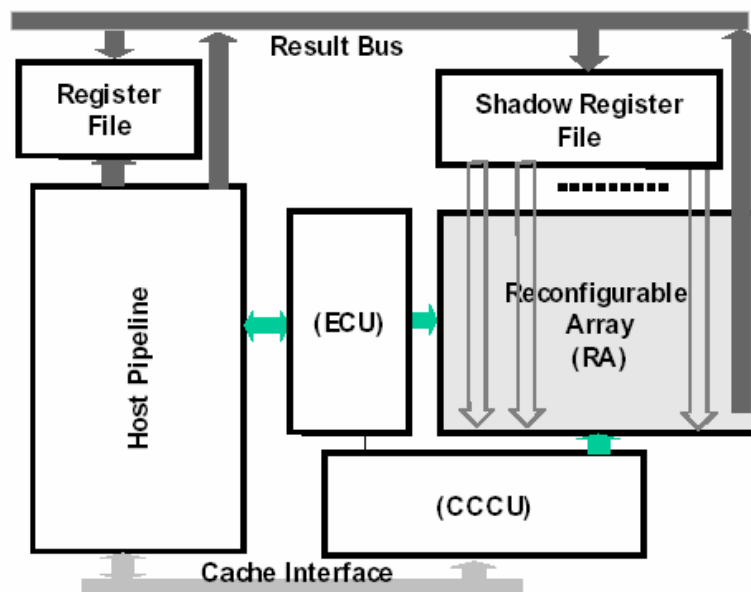 Result Bus
Register
File
Shadow Register
File
Host Pipeline
(ECU)
Reconfigurable
Array
(RA)
(CCCU)
Cache Interface